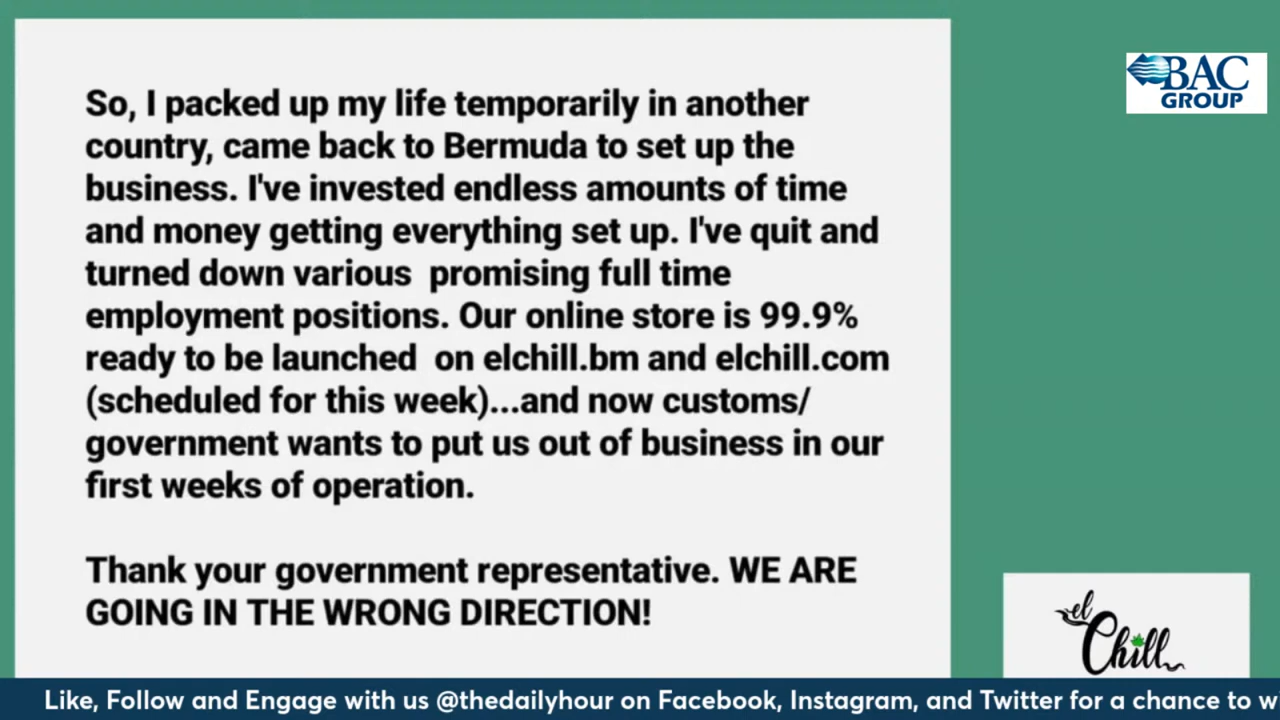 BAC
GROUP
So, I packed up my life temporarily in another
country, came back to Bermuda to set up the
business. I've invested endless amounts of time
and money getting everything set up. I've quit and
turned down various promising full time
employment positions. Our online store is 99.9%
ready to be launched on elchill.bm and elchill.com
(scheduled for this week)...and now customs/
government wants to put us out of business in our
first weeks of operation.
Thank your government representative. WE ARE
GOING IN THE WRONG DIRECTION!
el
Chill
Like, Follow and Engage with us @thedailyhour on Facebook, Instagram, and Twitter for a chance to w